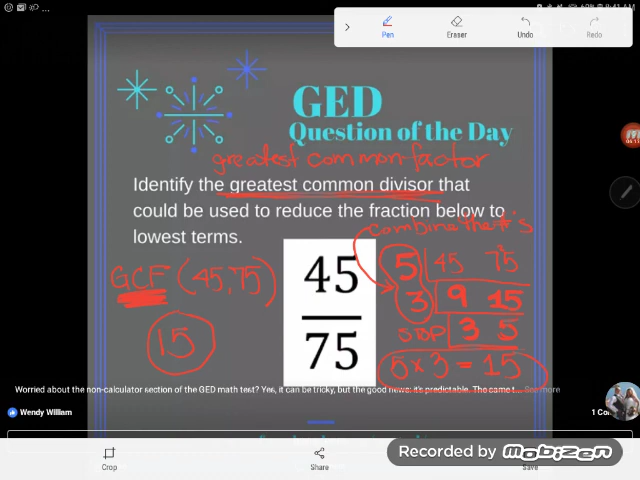 8:41 AM
Pen
Eraser
Undo
Redo
GED
Question of the Day
greatest common factor
Identify the greatest common divisor that
could be used to reduce the fraction below to
lowest terms.
combine the #'s
GCF (45,75)
15
45
75
5 45 75
3 9 15
STOP 3 5
5 x 3 = 15
Worried about the non-calculator section of the GED math test? Yes, it can be tricky, but the good news: it's predictable. The same t... See more
Wendy William
Crop
Share
Save
Recorded by
Mobizen